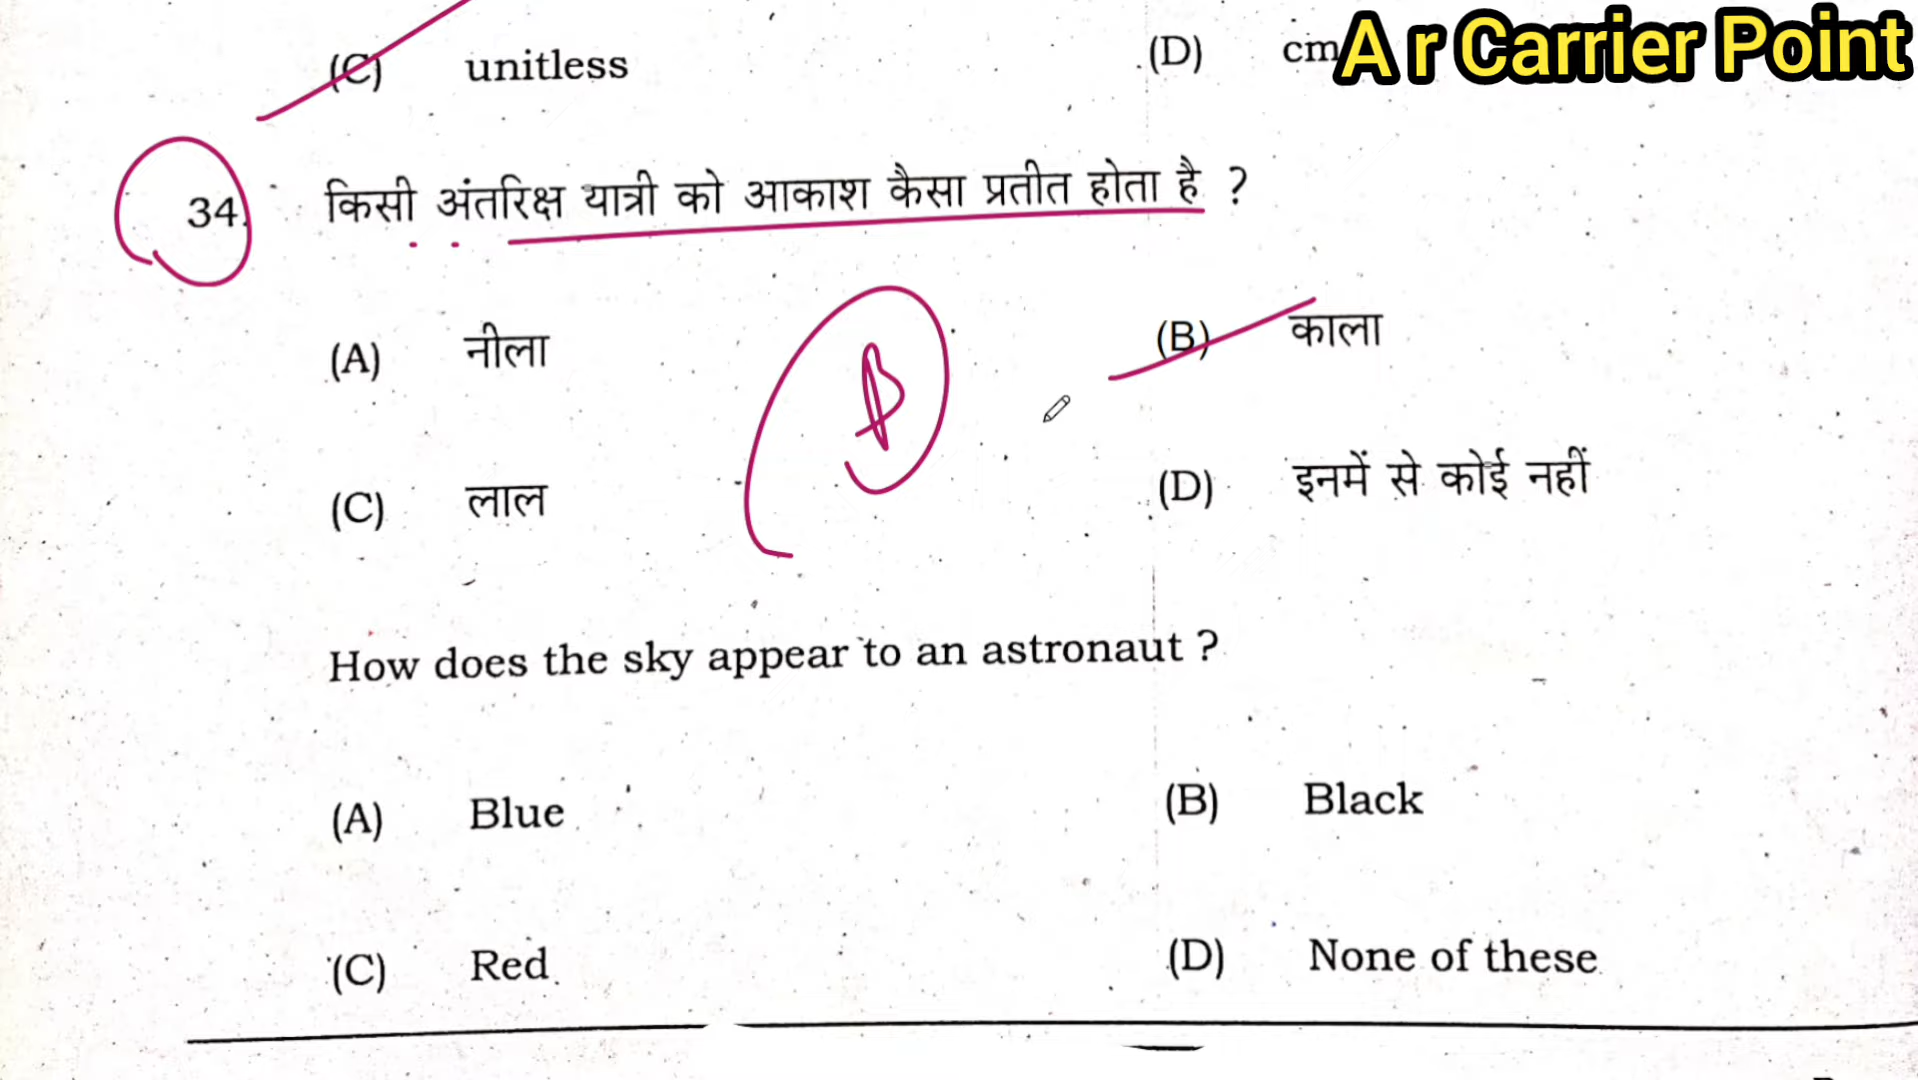 A r Carrier Point
(C) unitless (D) cm
34. किसी अंतरिक्ष यात्री को आकाश कैसा प्रतीत होता है ?
(A) नीला (B) काला
(C) लाल (D) इनमें से कोई नहीं
How does the sky appear to an astronaut ?
(A) Blue (B) Black
(C) Red (D) None of these